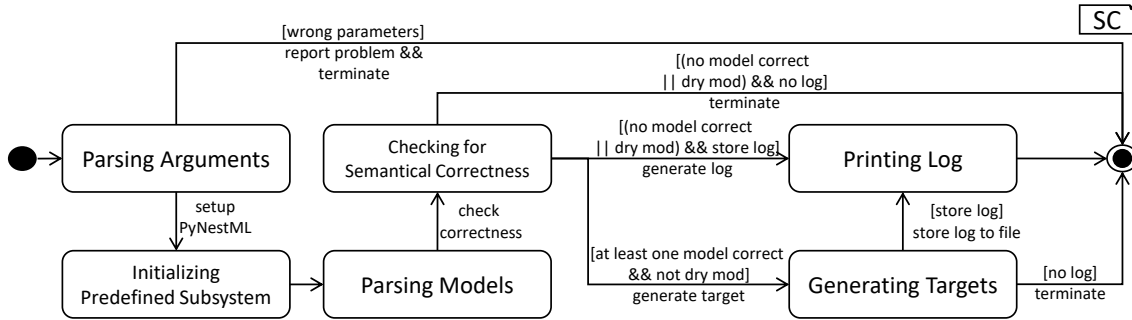 SC
[wrong parameters]
report problem &&
terminate
[(no model correct
|| dry mod) && no log]
terminate
Parsing Arguments
Checking for
Semantical Correctness
[(no model correct
|| dry mod) && store log]
generate log
Printing Log
setup
PyNestML
check
correctness
[store log]
store log to file
Initializing
Predefined Subsystem
Parsing Models
[at least one model correct
&& not dry mod]
generate target
Generating Targets
[no log]
terminate